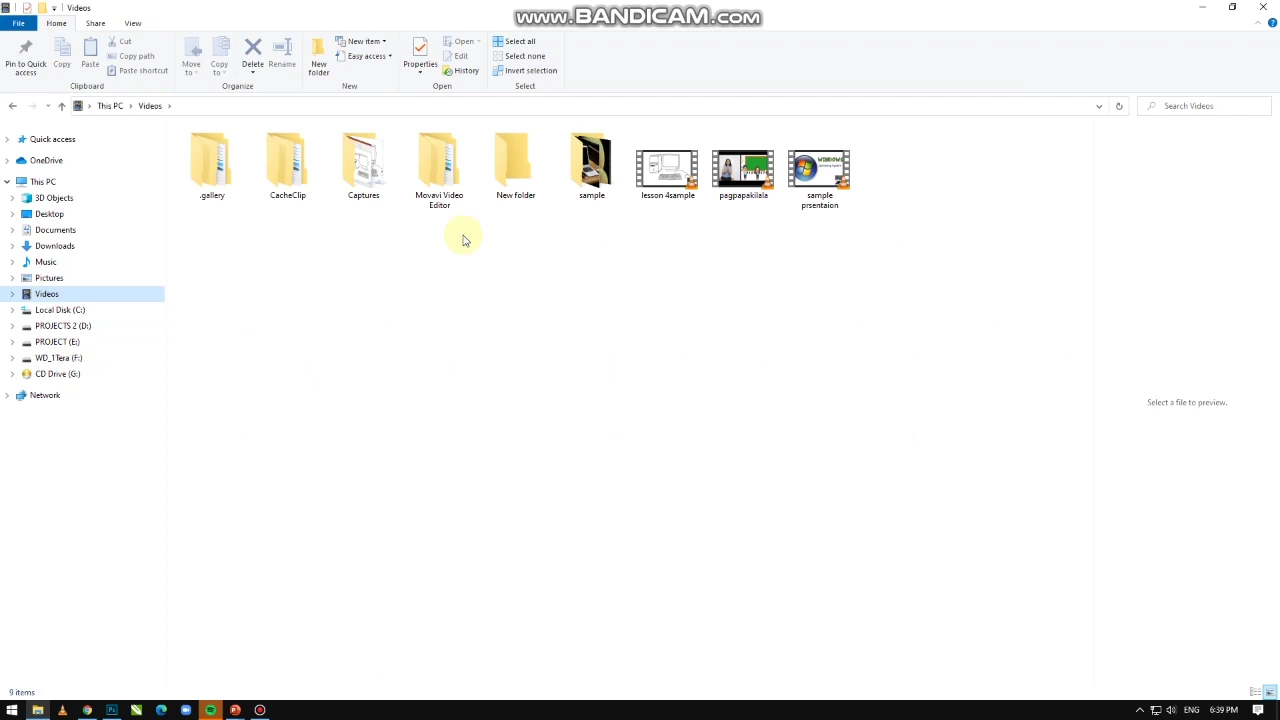 Videos
www.BANDICAM.com
File Home Share View
Pin to Quick access
Copy
Paste
Cut
Copy path
Paste shortcut
Clipboard
Move to
Copy to
Delete
Rename
Organize
New folder
New item
Easy access
New
Properties
Open
Edit
History
Open
Select all
Select none
Invert selection
Select
This PC
Videos
Search Videos
Quick access
OneDrive
This PC
3D Objects
Desktop
Documents
Downloads
Music
Pictures
Videos
Local Disk (C:)
PROJECTS 2 (D:)
PROJECT (E:)
WD_1Tera (F:)
CD Drive (G:)
Network
.gallery
CacheClip
Captures
Movavi Video
Editor
New folder
sample
lesson 4sample
pagpapakilala
sample
prsentaion
WINDOWS
Select a file to preview.
9 items
ENG
6:39 PM